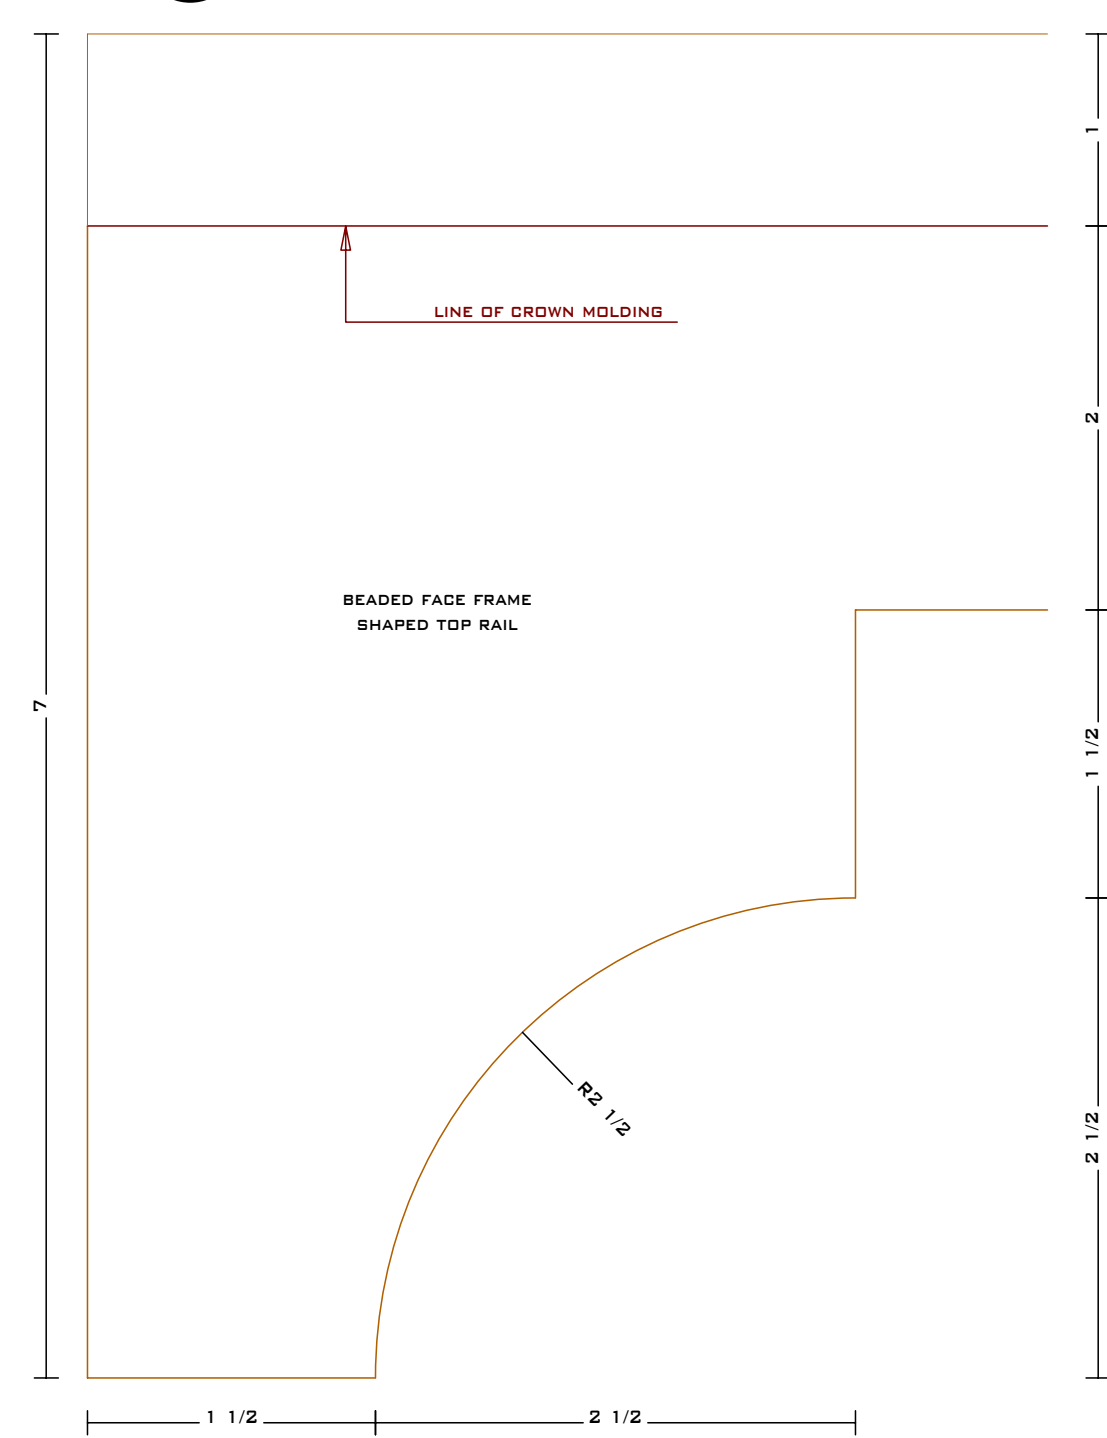 1
LINE OF CROWN MOLDING
2
BEADED FACE FRAME
SHAPED TOP RAIL
7
1 1/2
R2 1/2
2 1/2
1 1/2
2 1/2